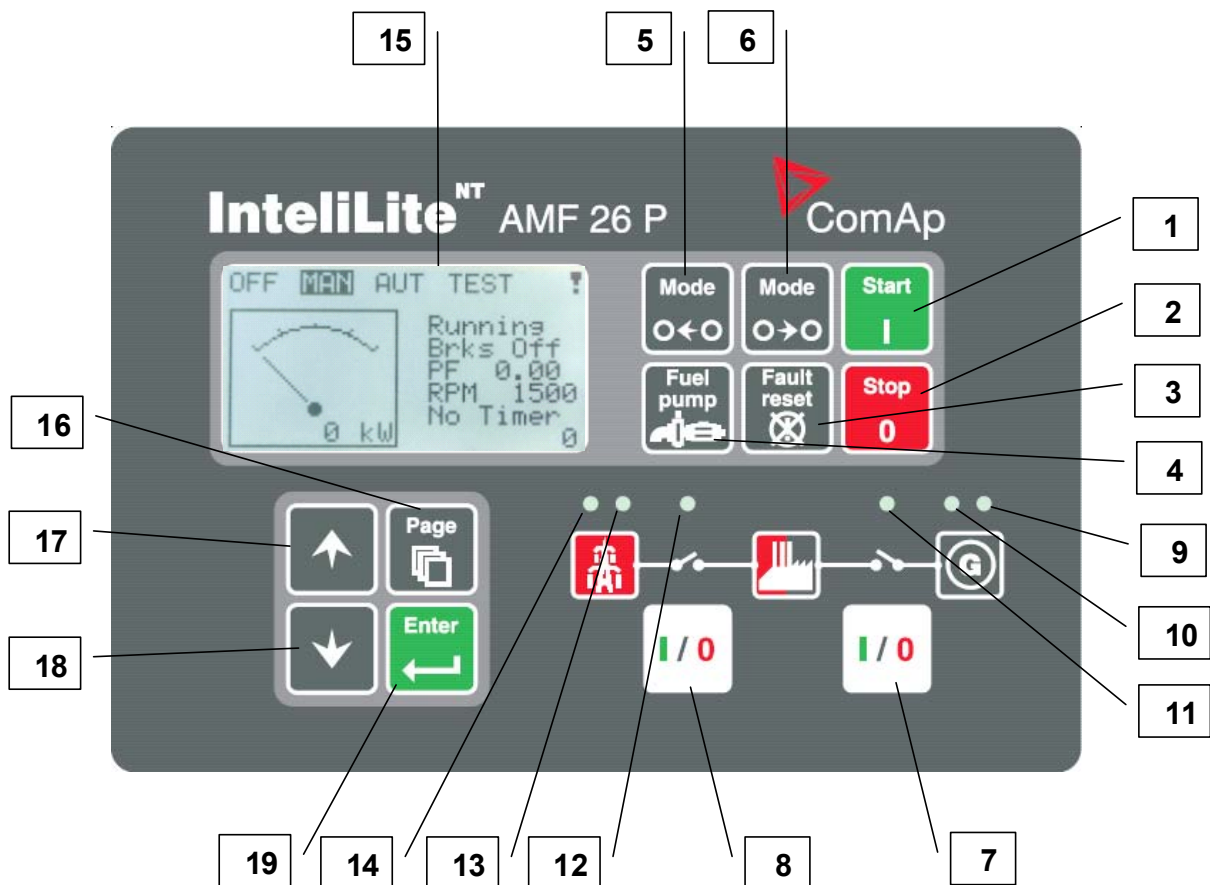 15
5
6
InteliLite NT AMF 26 P
ComAp
1
OFF MAN AUT TEST !
Mode
Mode
Start
I
2
Running
Brks Off
PF 0.00
RPM 1500
No Timer
0
0 kW
Fuel pump
Fault reset
Stop
0
3
16
4
17
Page
9
G
18
Enter
I / 0
I / 0
10
11
19
14
13
12
8
7